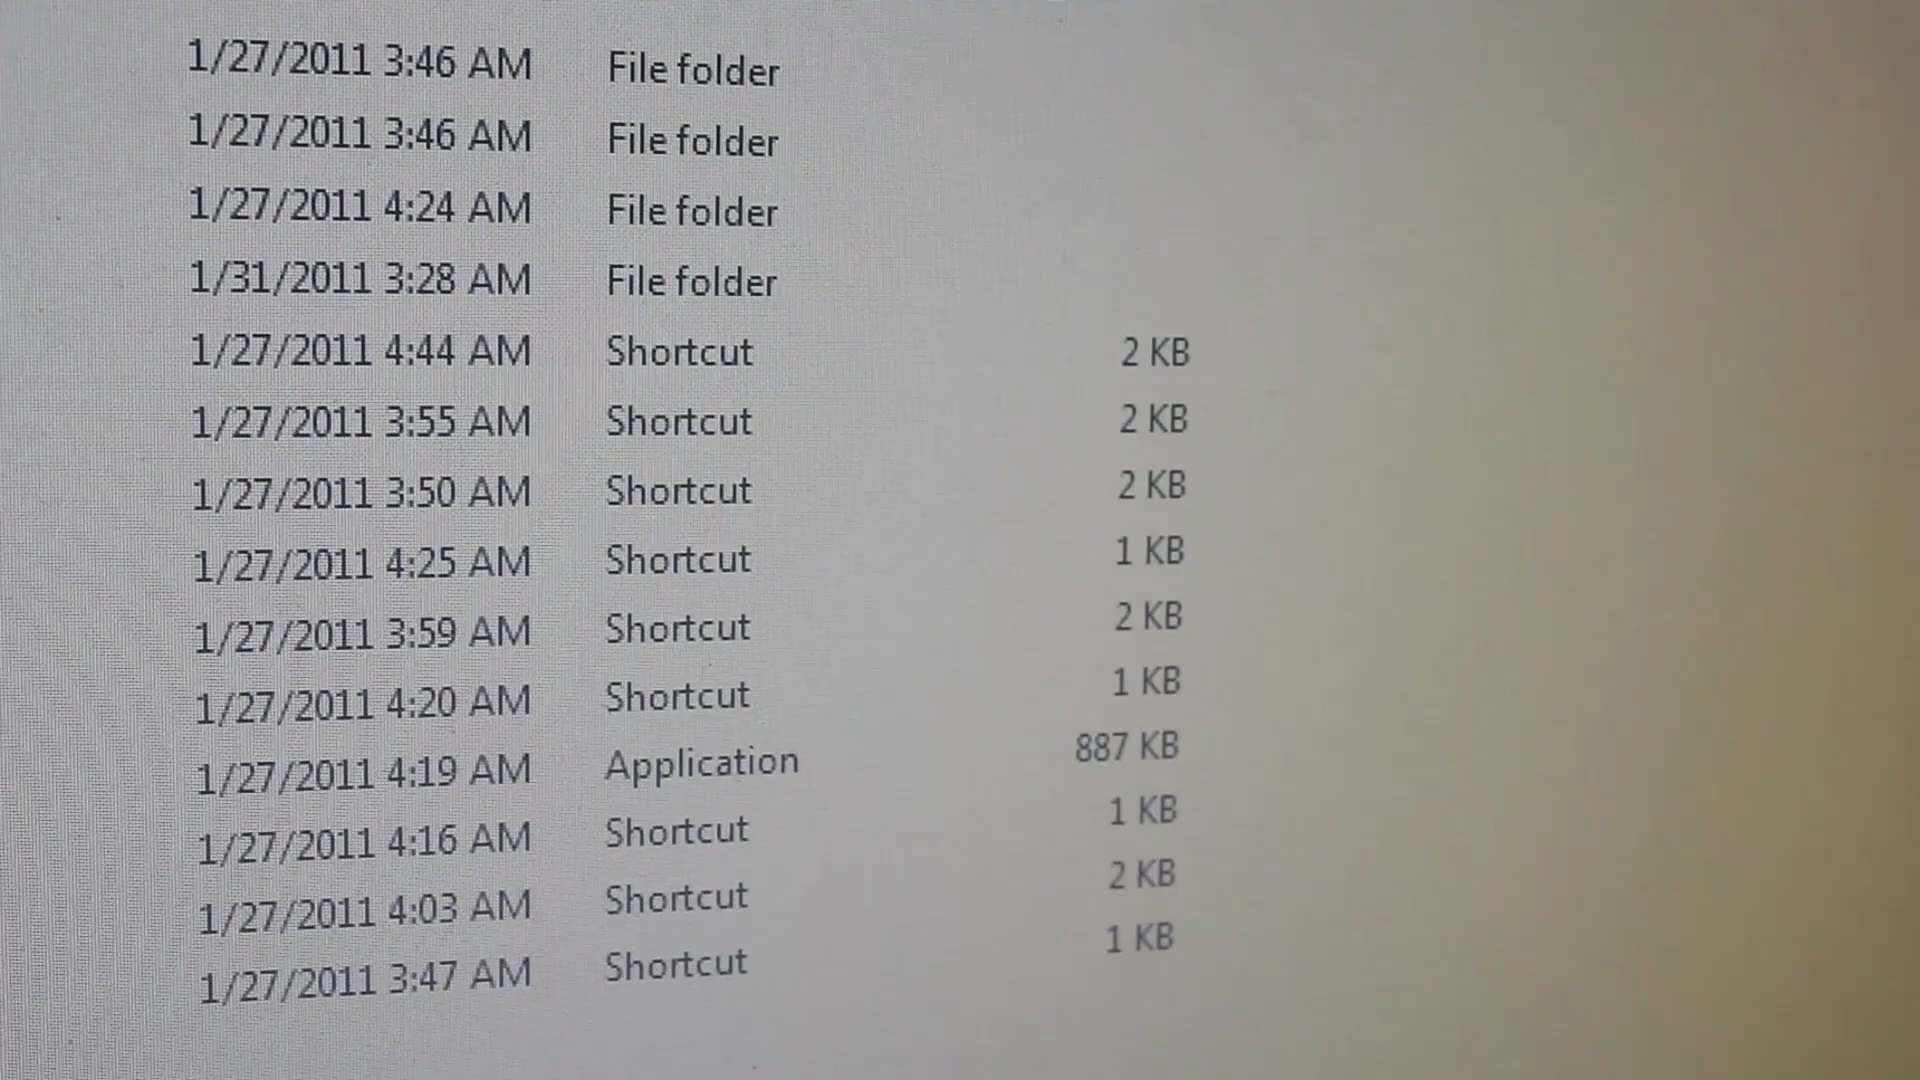 1/27/2011 3:46 AM File folder
1/27/2011 3:46 AM File folder
1/27/2011 4:24 AM File folder
1/31/2011 3:28 AM File folder
1/27/2011 4:44 AM Shortcut 2 KB
1/27/2011 3:55 AM Shortcut 2 KB
1/27/2011 3:50 AM Shortcut 2 KB
1/27/2011 4:25 AM Shortcut 1 KB
1/27/2011 3:59 AM Shortcut 2 KB
1/27/2011 4:20 AM Shortcut 1 KB
1/27/2011 4:19 AM Application 887 KB
1/27/2011 4:16 AM Shortcut 1 KB
1/27/2011 4:03 AM Shortcut 2 KB
1/27/2011 3:47 AM Shortcut 1 KB